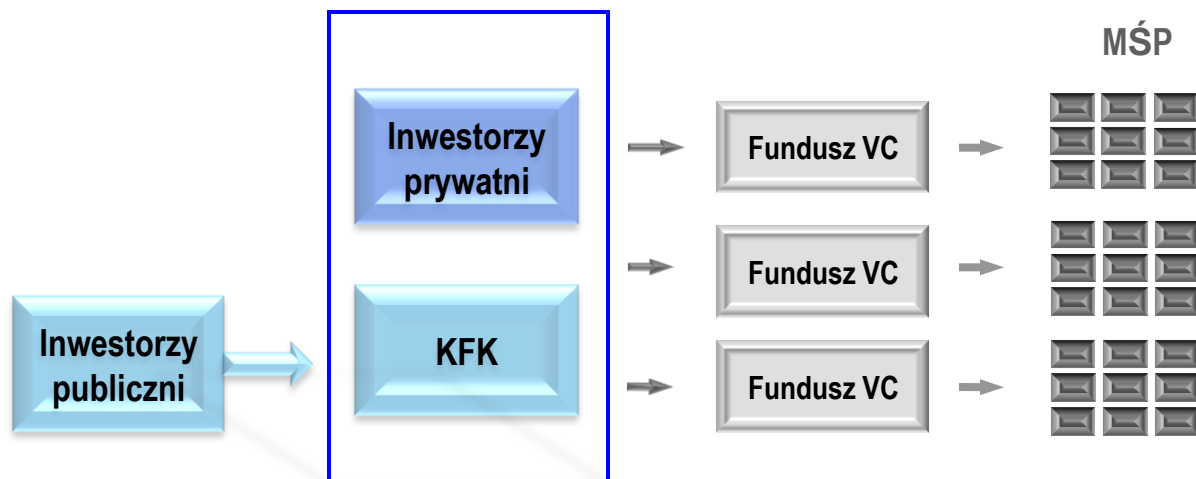 MŚP
Inwestorzy
prywatni
Fundusz VC
Fundusz VC
Inwestorzy
publiczni
KFK
Fundusz VC